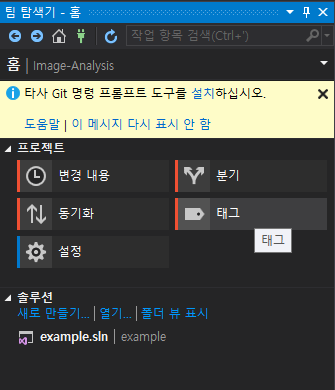 팀 탐색기 - 홈
작업 항목 검색(Ctrl+')
홈 | Image-Analysis
타사 Git 명령 프롬프트 도구를 설치하십시오.
도움말 | 이 메시지 다시 표시 안 함
프로젝트
변경 내용
분기
동기화
태그
설정
태그
솔루션
새로 만들기... | 열기... | 폴더 뷰 표시
example.sln | example